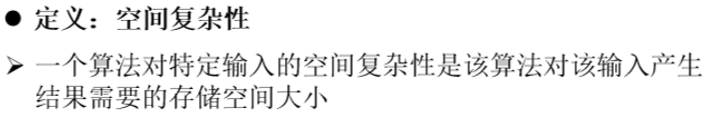 ● 定义：空间复杂性
➢ 一个算法对特定输入的空间复杂性是该算法对该输入产生
结果需要的存储空间大小